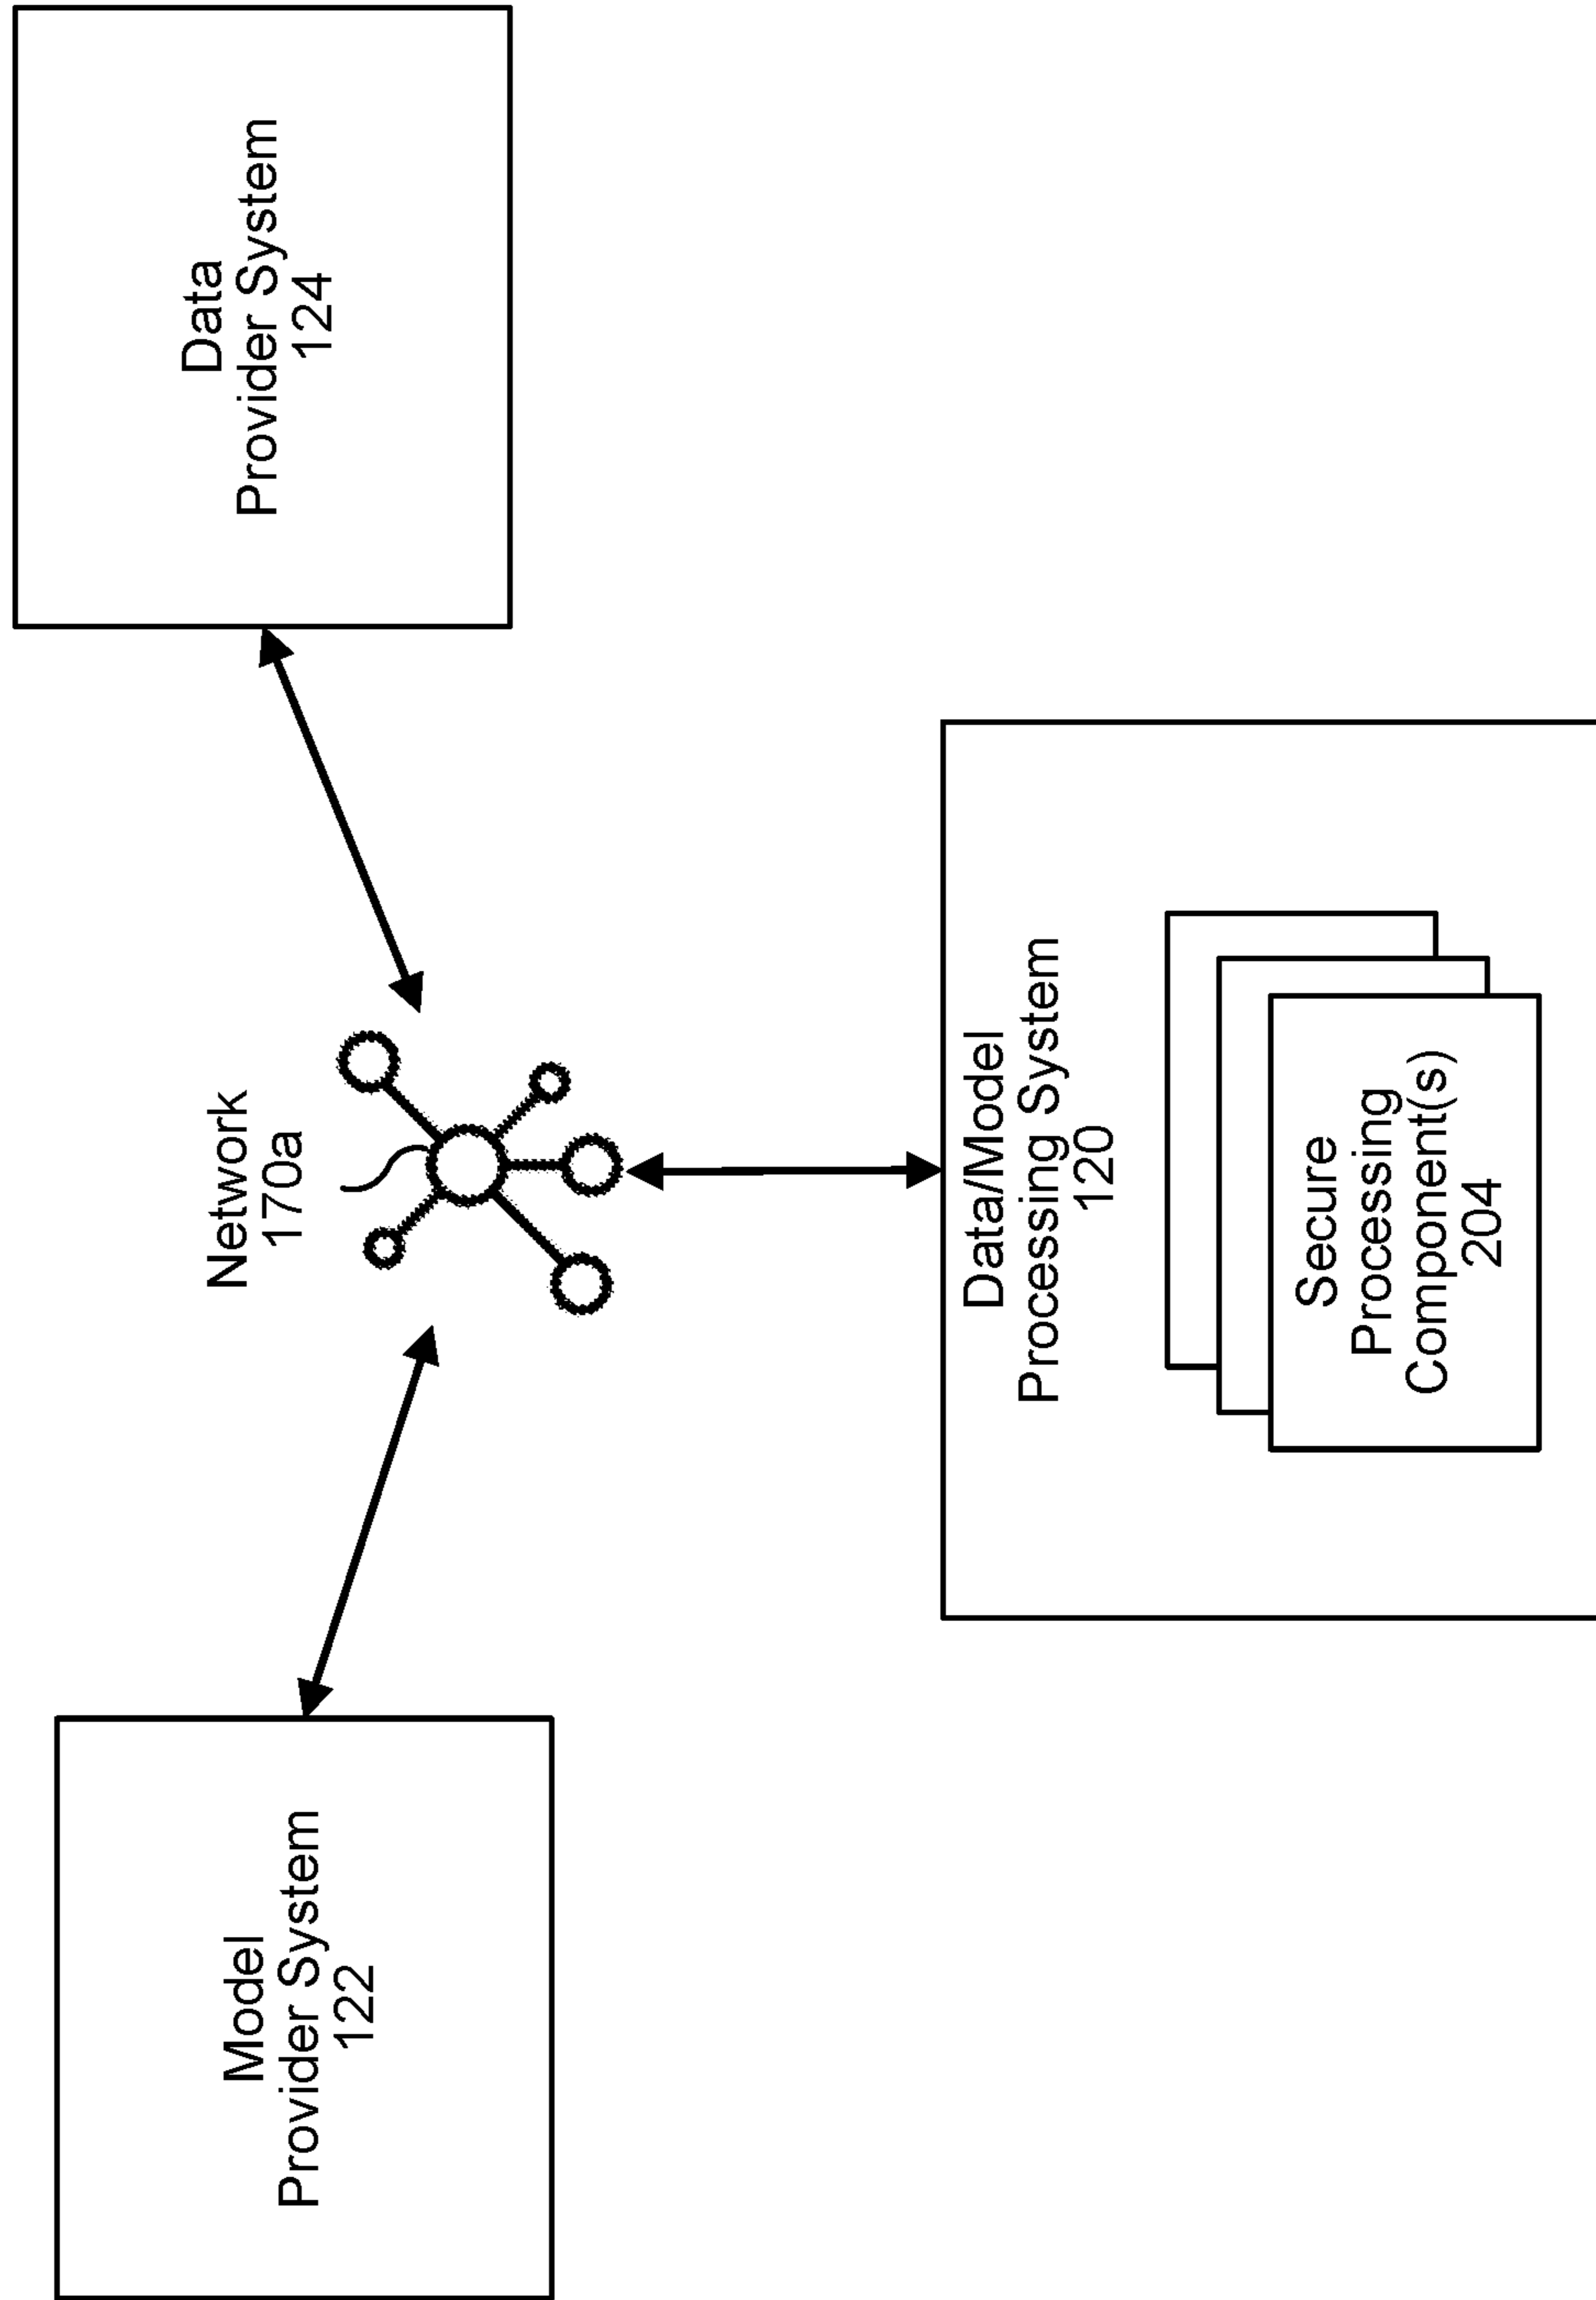 Model
Provider System
122
Network
170a
Data
Provider System
124
Data/Model
Processing System
120
Secure
Processing
Component(s)
204